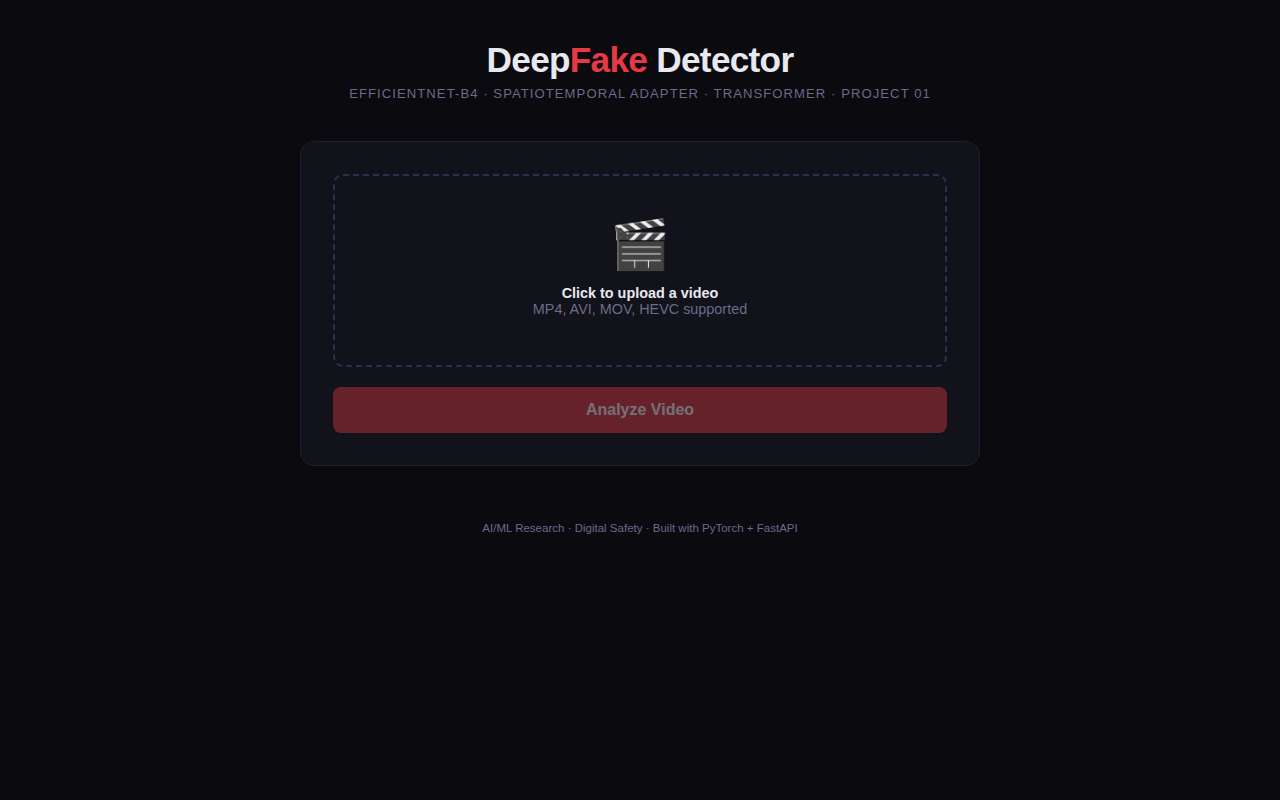 DeepFake Detector
EFFICIENTNET-B4 · SPATIOTEMPORAL ADAPTER · TRANSFORMER · PROJECT 01
Click to upload a video
MP4, AVI, MOV, HEVC supported
Analyze Video
AI/ML Research · Digital Safety · Built with PyTorch + FastAPI